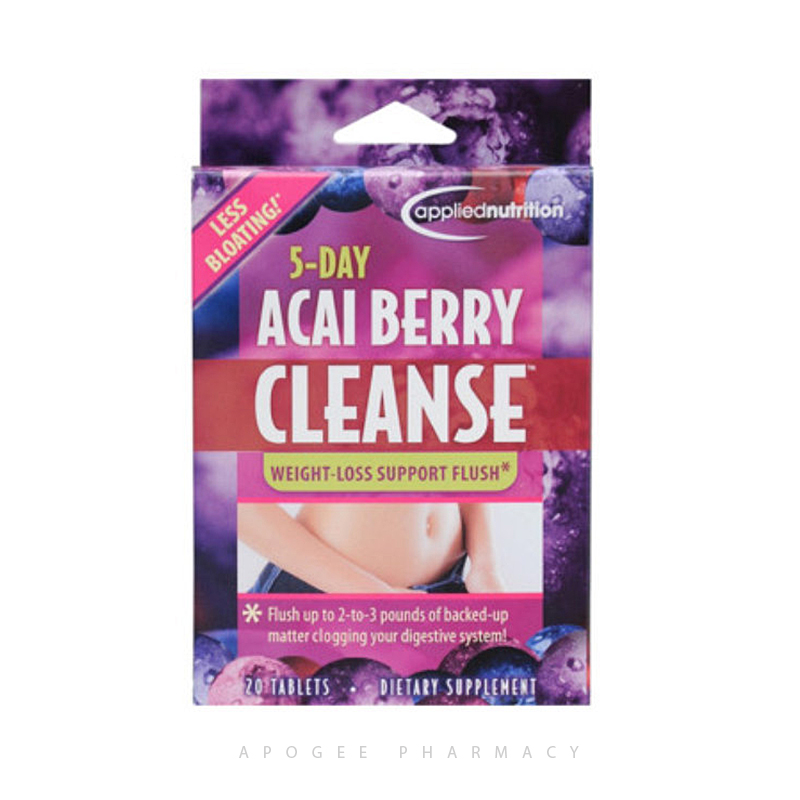 LESS
BLOATING!*
appliednutrition
5-DAY
ACAI BERRY
CLEANSE™
WEIGHT-LOSS SUPPORT FLUSH*
* Flush up to 2-to-3 pounds of backed-up
matter clogging your digestive system!
20 TABLETS • DIETARY SUPPLEMENT
APOGEE PHARMACY